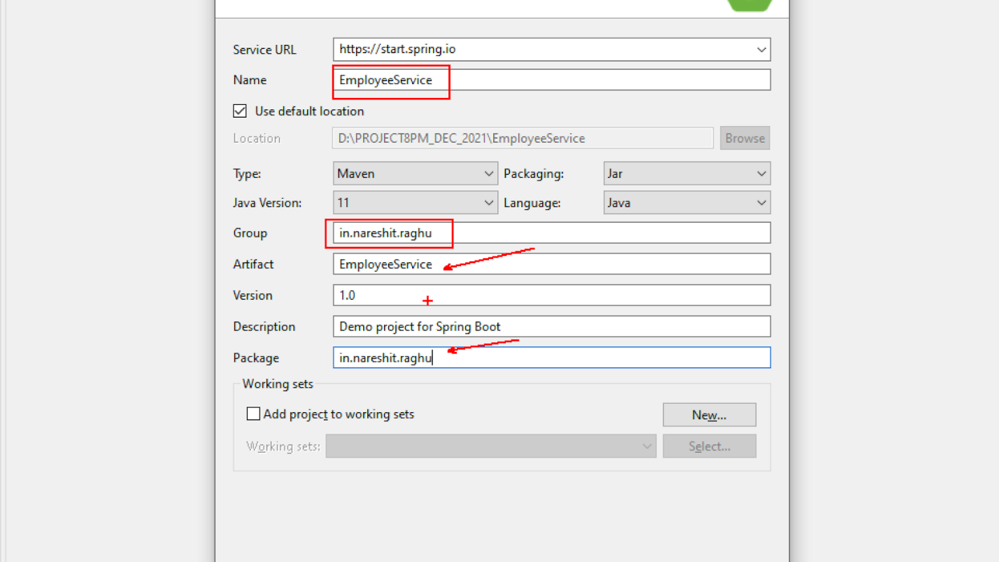 Service URL https://start.spring.io
Name EmployeeService
Use default location
Location D:\PROJECT8PM_DEC_2021\EmployeeService Browse
Type: Maven Packaging: Jar
Java Version: 11 Language: Java
Group in.nareshit.raghu
Artifact EmployeeService
Version 1.0
Description Demo project for Spring Boot
Package in.nareshit.raghu
Working sets
Add project to working sets New...
Working sets: Select...